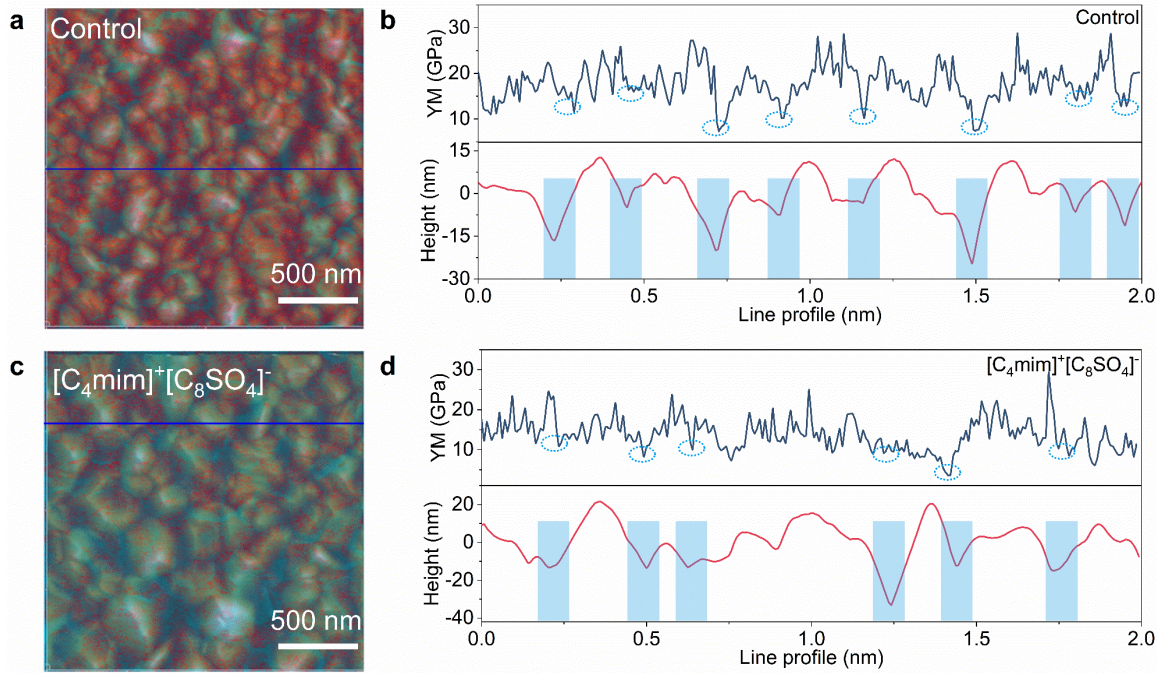 a
Control
500 nm
b
Control
YM (GPa)
30
20
10
Height (nm)
15
0
-15
-30
0.0 0.5 1.0 1.5 2.0
Line profile (nm)
c
[C₄mim]⁺[C₈SO₄]⁻
500 nm
d
[C₄mim]⁺[C₈SO₄]⁻
YM (GPa)
30
20
10
Height (nm)
20
0
-20
-40
0.0 0.5 1.0 1.5 2.0
Line profile (nm)